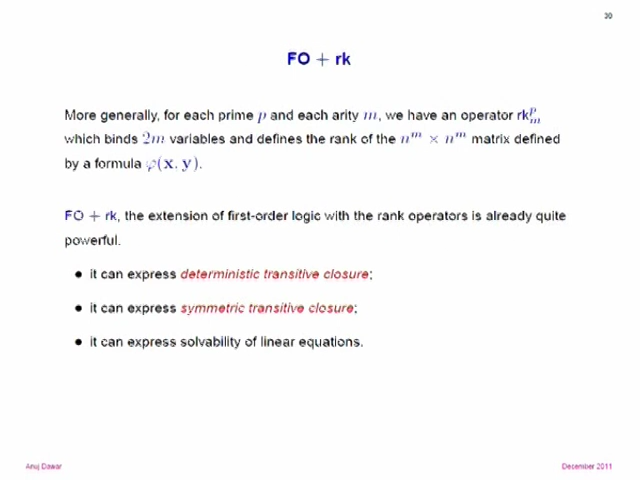 30
FO + rk
More generally, for each prime p and each arity m, we have an operator rk^p_m
which binds 2m variables and defines the rank of the n^m × n^m matrix defined
by a formula φ(x, y).
FO + rk, the extension of first-order logic with the rank operators is already quite
powerful.
● it can express deterministic transitive closure;
● it can express symmetric transitive closure;
● it can express solvability of linear equations.
Anuj Dawar December 2011